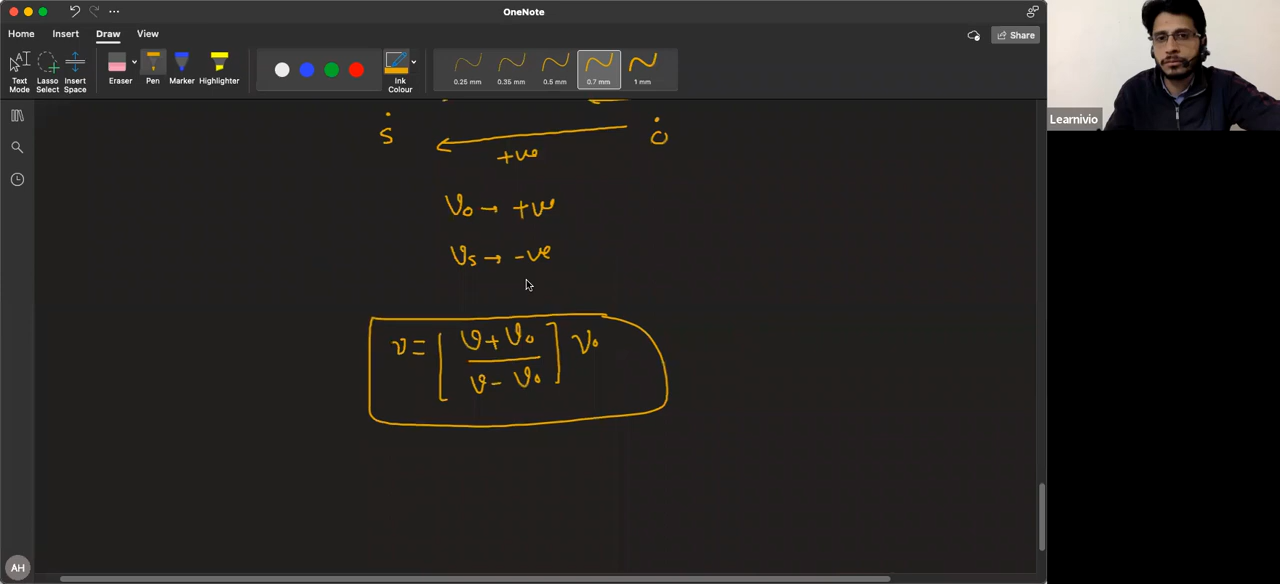 OneNote
Home Insert Draw View
Share
Text Mode
Lasso Select
Insert Space
Eraser
Pen
Marker
Highlighter
Ink Colour
0.25 mm
0.35 mm
0.5 mm
0.7 mm
1 mm
Learnivio
S
O
+ve
V₀ → +ve
Vs → -ve
ν = [ (v + v₀) / (v - v₀) ] ν₀
AH